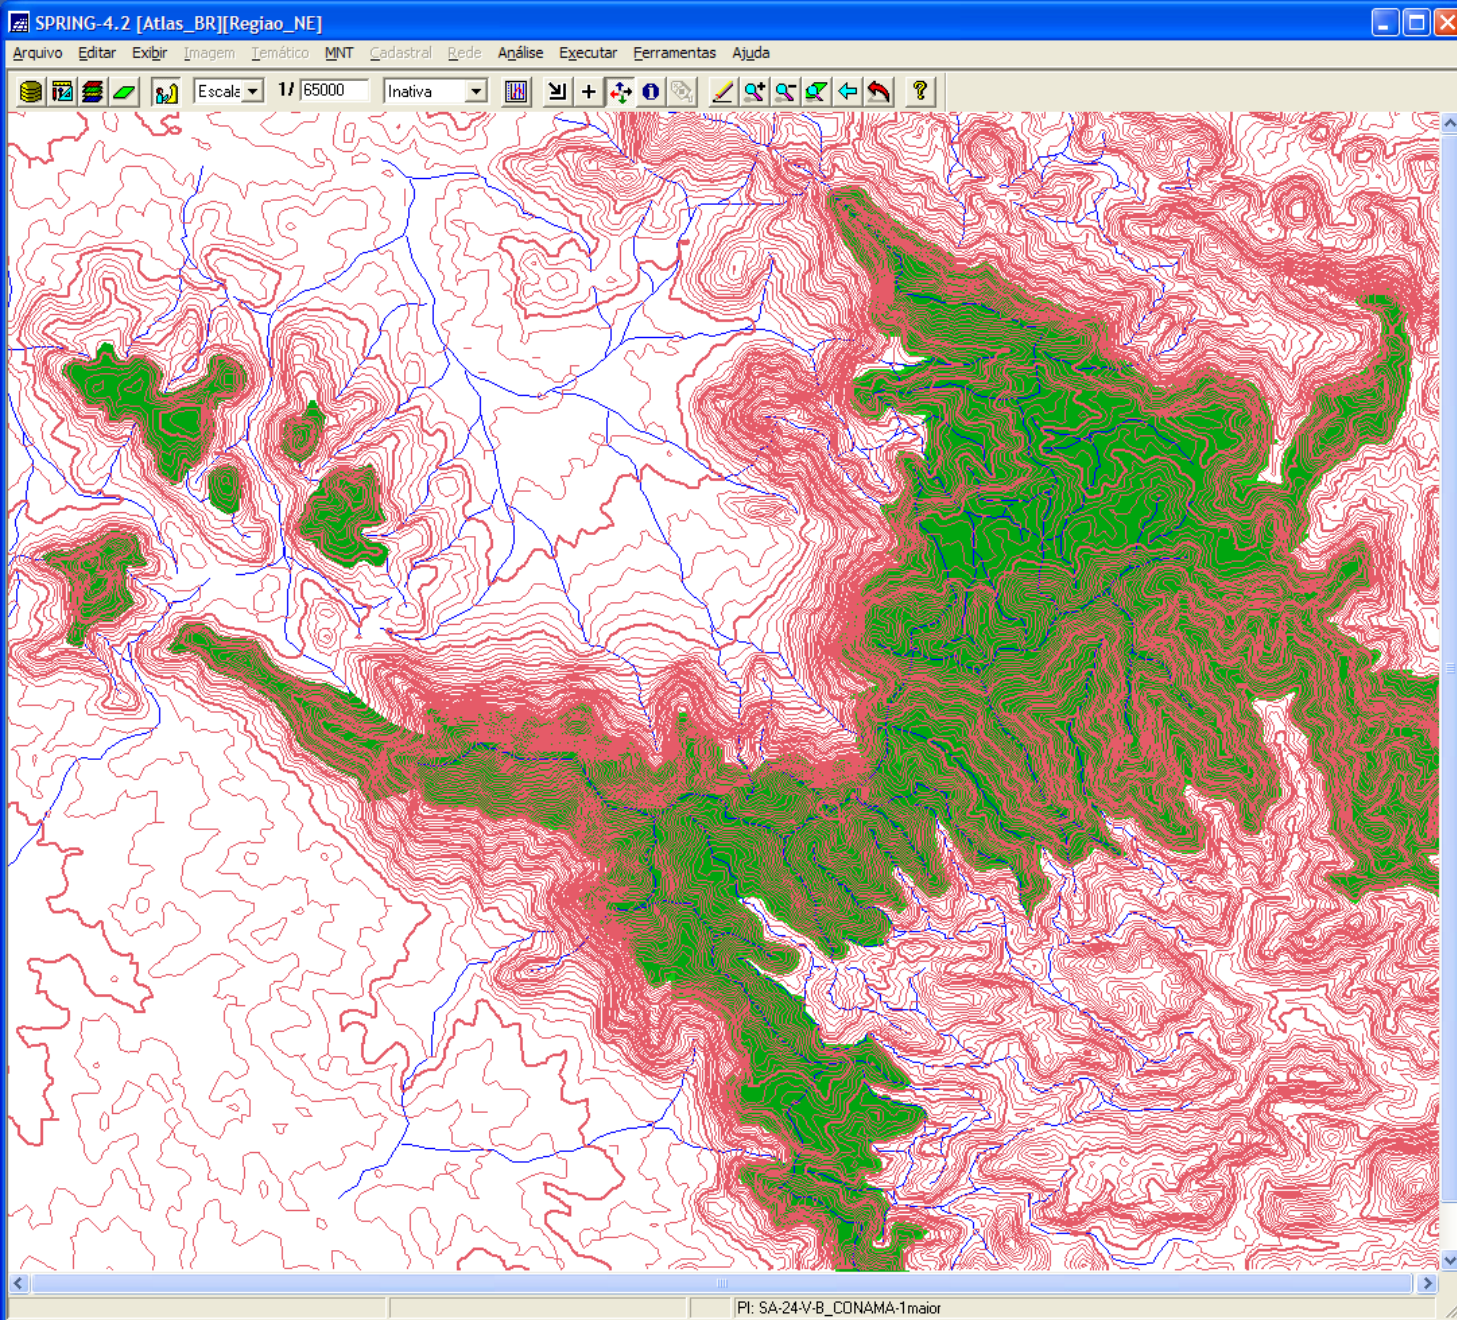 SPRING-4.2 [Atlas_BR][Regiao_NE]
Arquivo Editar Exibir Imagem Temático MNT Cadastral Rede Análise Executar Ferramentas Ajuda
Escala 1/ 65000 Inativa
PI: SA-24-V-B_CONAMA-1maior